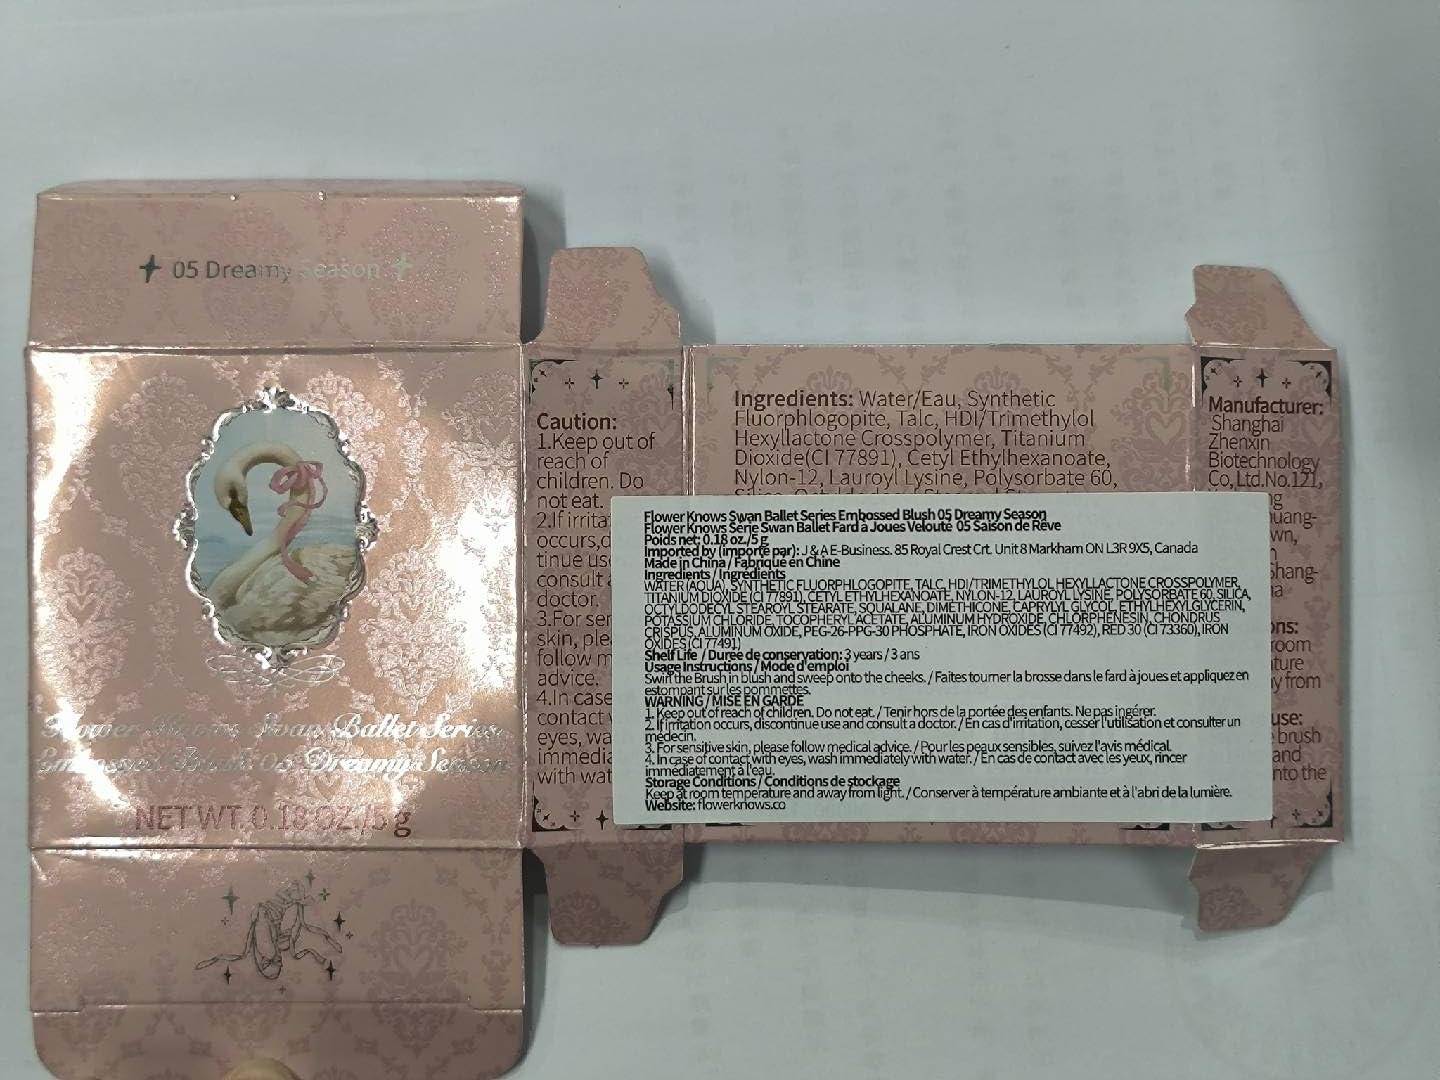 05 Dreamy Season
Flower Knows Swan Ballet Series
Embossed Blush 05 Dreamy Season
NET WT. 0.18 OZ./5 g
Caution:
1.Keep out of
reach of
children. Do
not eat.
2.If irrita
occurs,d
tinue us
consult a
doctor.
3.For sen
skin, plea
follow m
advice.
4.In case
contact
eyes, wa
immedia
with wat
Ingredients: Water/Eau, Synthetic
Fluorphlogopite, Talc, HDI/Trimethylol
Hexyllactone Crosspolymer, Titanium
Dioxide(CI 77891), Cetyl Ethylhexanoate,
Nylon-12, Lauroyl Lysine, Polysorbate 60,
Flower Knows Swan Ballet Series Embossed Blush 05 Dreamy Season
Flower Knows Série Swan Ballet Fard à Joues Velouté 05 Saison de Rêve
Poids net: 0.18 oz./5 g
Imported by (importé par): J & A E-Business. 85 Royal Crest Crt. Unit 8 Markham ON L3R 9X5, Canada
Made in China / Fabriqué en Chine
Ingredients / Ingrédients
WATER (AQUA), SYNTHETIC FLUORPHLOGOPITE, TALC, HDI/TRIMETHYLOL HEXYLLACTONE CROSSPOLYMER,
TITANIUM DIOXIDE (CI 77891), CETYL ETHYLHEXANOATE, NYLON-12, LAUROYL LYSINE, POLYSORBATE 60, SILICA,
OCTYLDODECYL STEAROYL STEARATE, SQUALANE, DIMETHICONE, CAPRYLYL GLYCOL, ETHYLHEXYLGLYCERIN,
POTASSIUM CHLORIDE, TOCOPHERYL ACETATE, ALUMINUM HYDROXIDE, CHLORPHENESIN, CHONDRUS
CRISPUS, ALUMINUM OXIDE, PEG-26-PPG-30 PHOSPHATE, IRON OXIDES (CI 77492), RED 30 (CI 73360), IRON
OXIDES (CI 77491)
Shelf Life / Durée de conservation: 3 years / 3 ans
Usage Instructions / Mode d'emploi
Swirl the Brush in blush and sweep onto the cheeks. / Faites tourner la brosse dans le fard à joues et appliquez en
estompant sur les pommettes.
WARNING / MISE EN GARDE
1. Keep out of reach of children. Do not eat. / Tenir hors de la portée des enfants. Ne pas ingérer.
2. If irritation occurs, discontinue use and consult a doctor. / En cas d'irritation, cesser l'utilisation et consulter un
médecin.
3. For sensitive skin, please follow medical advice. / Pour les peaux sensibles, suivez l'avis médical.
4. In case of contact with eyes, wash immediately with water. / En cas de contact avec les yeux, rincer
immédiatement à l'eau.
Storage Conditions / Conditions de stockage
Keep at room temperature and away from light. / Conserver à température ambiante et à l'abri de la lumière.
Website: flowerknows.co
Manufacturer:
Shanghai
Zhenxin
Biotechnology
Co,Ltd.No.121,
uang-
wn,
Shang-
ons:
room
ture
y from
use:
brush
and
nto the